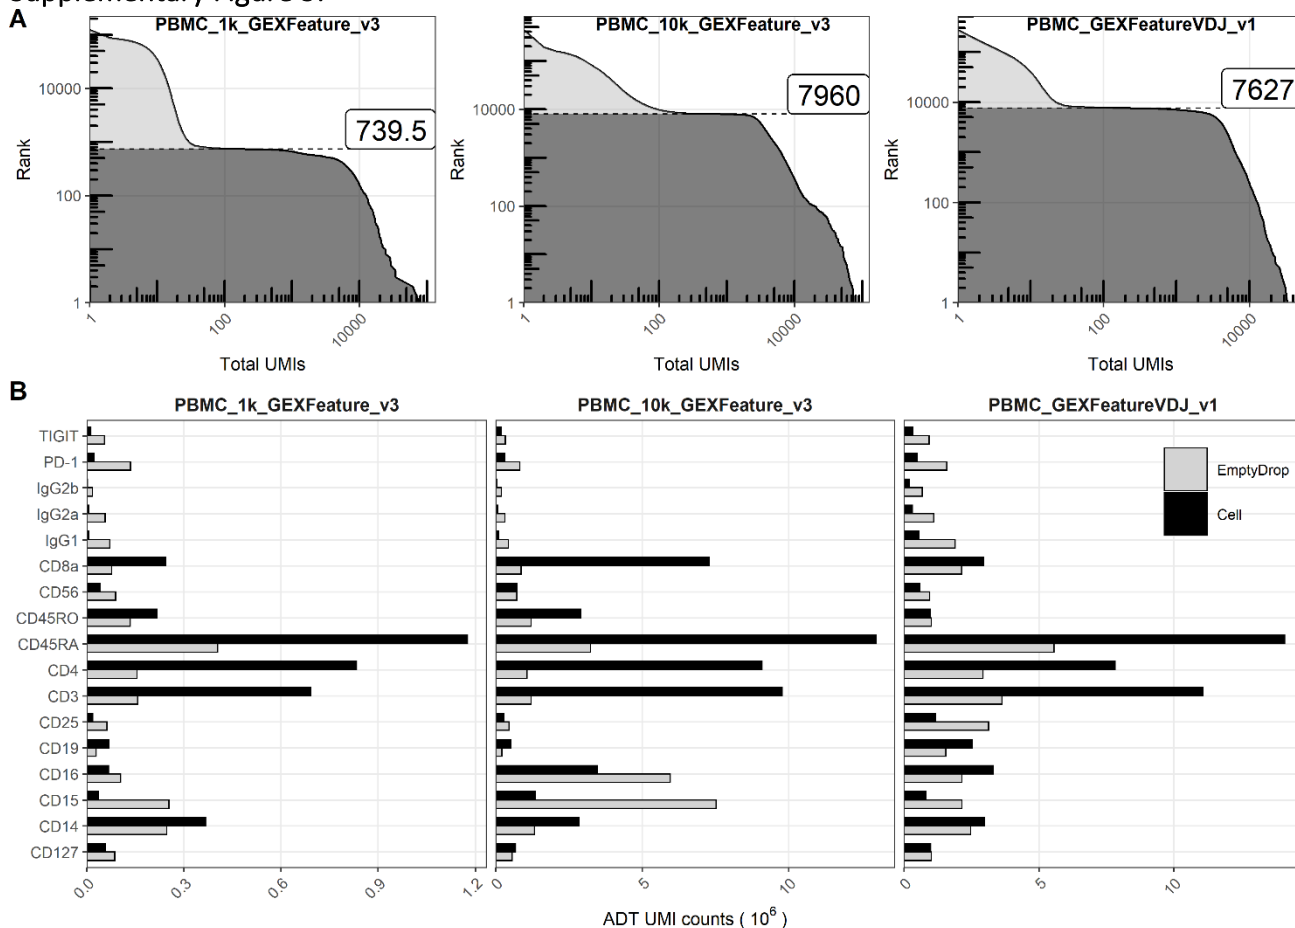 A
PBMC_1k_GEXFeature_v3
PBMC_10k_GEXFeature_v3
PBMC_GEXFeatureVDJ_v1
Rank
10000
100
1
739.5
1
100
10000
Total UMIs
Rank
10000
100
1
7960
1
100
10000
Total UMIs
Rank
10000
100
1
7627
1
100
10000
Total UMIs
B
PBMC_1k_GEXFeature_v3
PBMC_10k_GEXFeature_v3
PBMC_GEXFeatureVDJ_v1
TIGIT
PD-1
IgG2b
IgG2a
IgG1
CD8a
CD56
CD45RO
CD45RA
CD4
CD3
CD25
CD19
CD16
CD15
CD14
CD127
EmptyDrop
Cell
0.0
0.3
0.6
0.9
1.2
0
5
10
0
5
10
ADT UMI counts ( 10^6 )